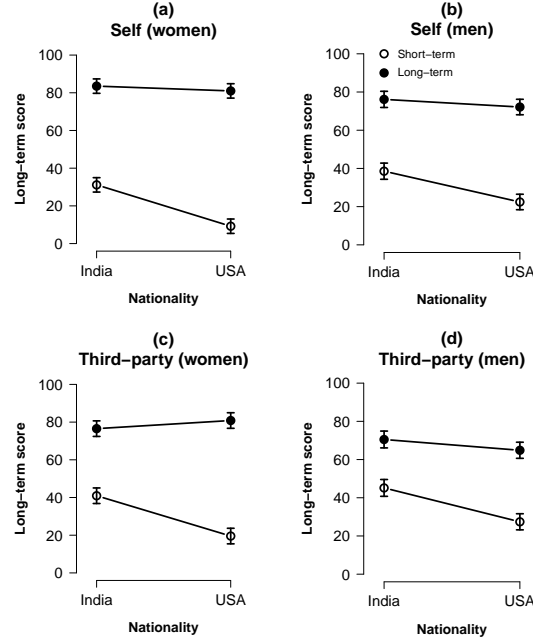 (a)
Self (women)
100
80
60
40
20
0
Long−term score
India
USA
Nationality
(b)
Self (men)
Short−term
Long−term
100
80
60
40
20
0
Long−term score
India
USA
Nationality
(c)
Third−party (women)
100
80
60
40
20
0
Long−term score
India
USA
Nationality
(d)
Third−party (men)
100
80
60
40
20
0
Long−term score
India
USA
Nationality